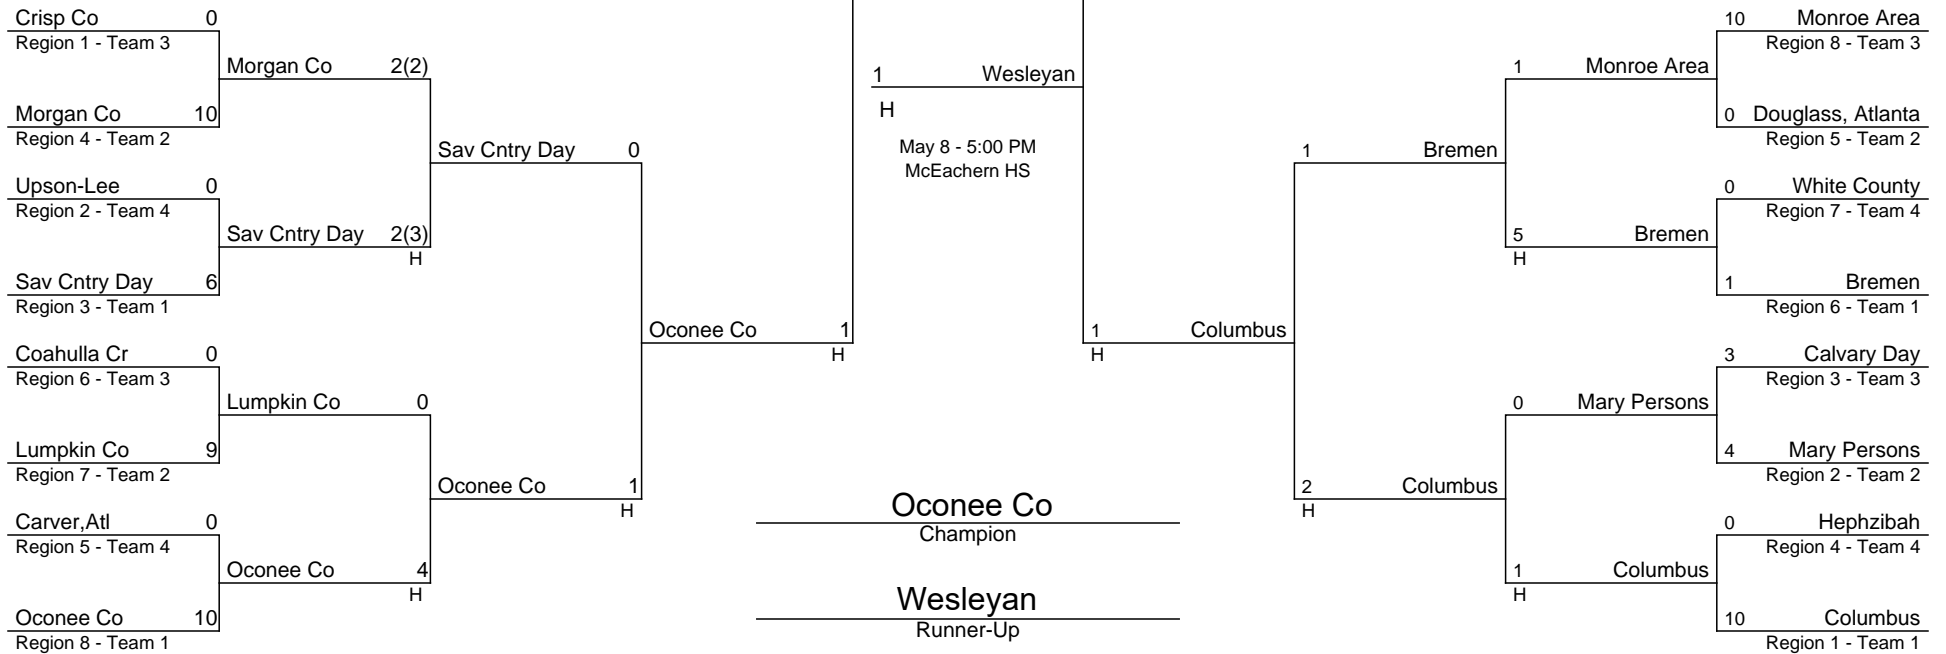 Crisp Co 0
Region 1 - Team 3
Morgan Co 10
Region 4 - Team 2
Upson-Lee 0
Region 2 - Team 4
Sav Cntry Day 6
Region 3 - Team 1
Coahulla Cr 0
Region 6 - Team 3
Lumpkin Co 9
Region 7 - Team 2
Carver,Atl 0
Region 5 - Team 4
Oconee Co 10
Region 8 - Team 1
Morgan Co 2(2)
Sav Cntry Day 2(3)
H
Lumpkin Co 0
Oconee Co 4
H
Sav Cntry Day 0
Oconee Co 1
H
Oconee Co 1
H
1 Wesleyan
H
May 8 - 5:00 PM
McEachern HS
Oconee Co
Champion
Wesleyan
Runner-Up
1 Columbus
H
1 Bremen
2 Columbus
H
1 Monroe Area
5 Bremen
H
0 Mary Persons
1 Columbus
H
10 Monroe Area
Region 8 - Team 3
0 Douglass, Atlanta
Region 5 - Team 2
0 White County
Region 7 - Team 4
1 Bremen
Region 6 - Team 1
3 Calvary Day
Region 3 - Team 3
4 Mary Persons
Region 2 - Team 2
0 Hephzibah
Region 4 - Team 4
10 Columbus
Region 1 - Team 1